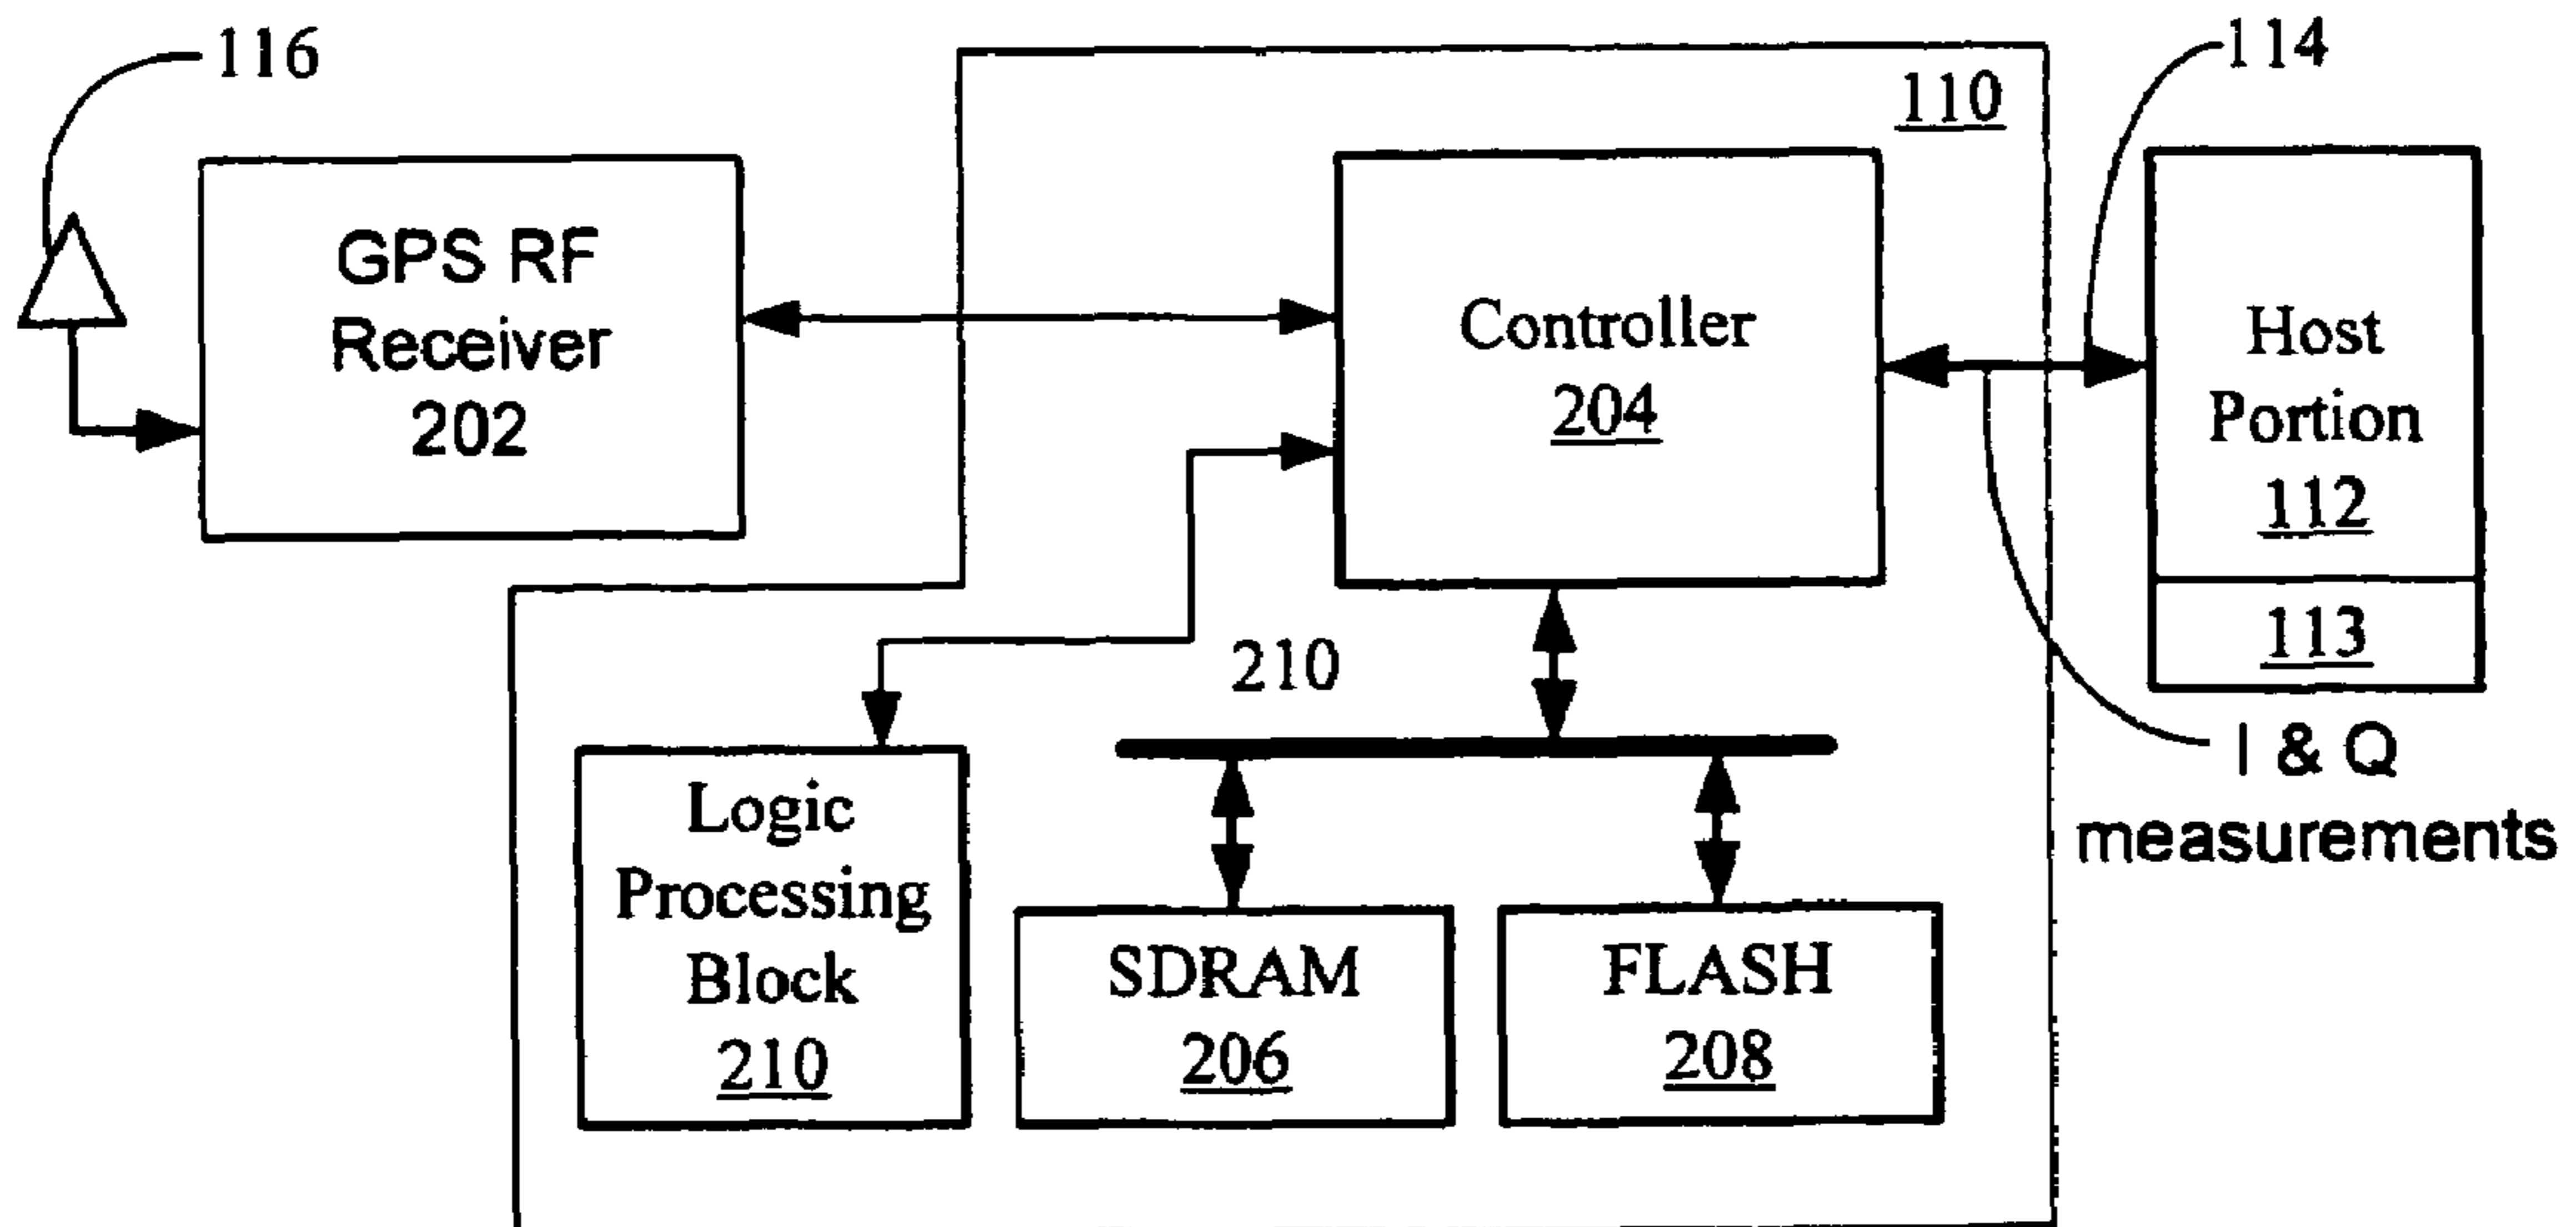 116
110
114
GPS RF
Receiver
202
Controller
204
Host
Portion
112
113
210
I & Q
measurements
Logic
Processing
Block
210
SDRAM
206
FLASH
208